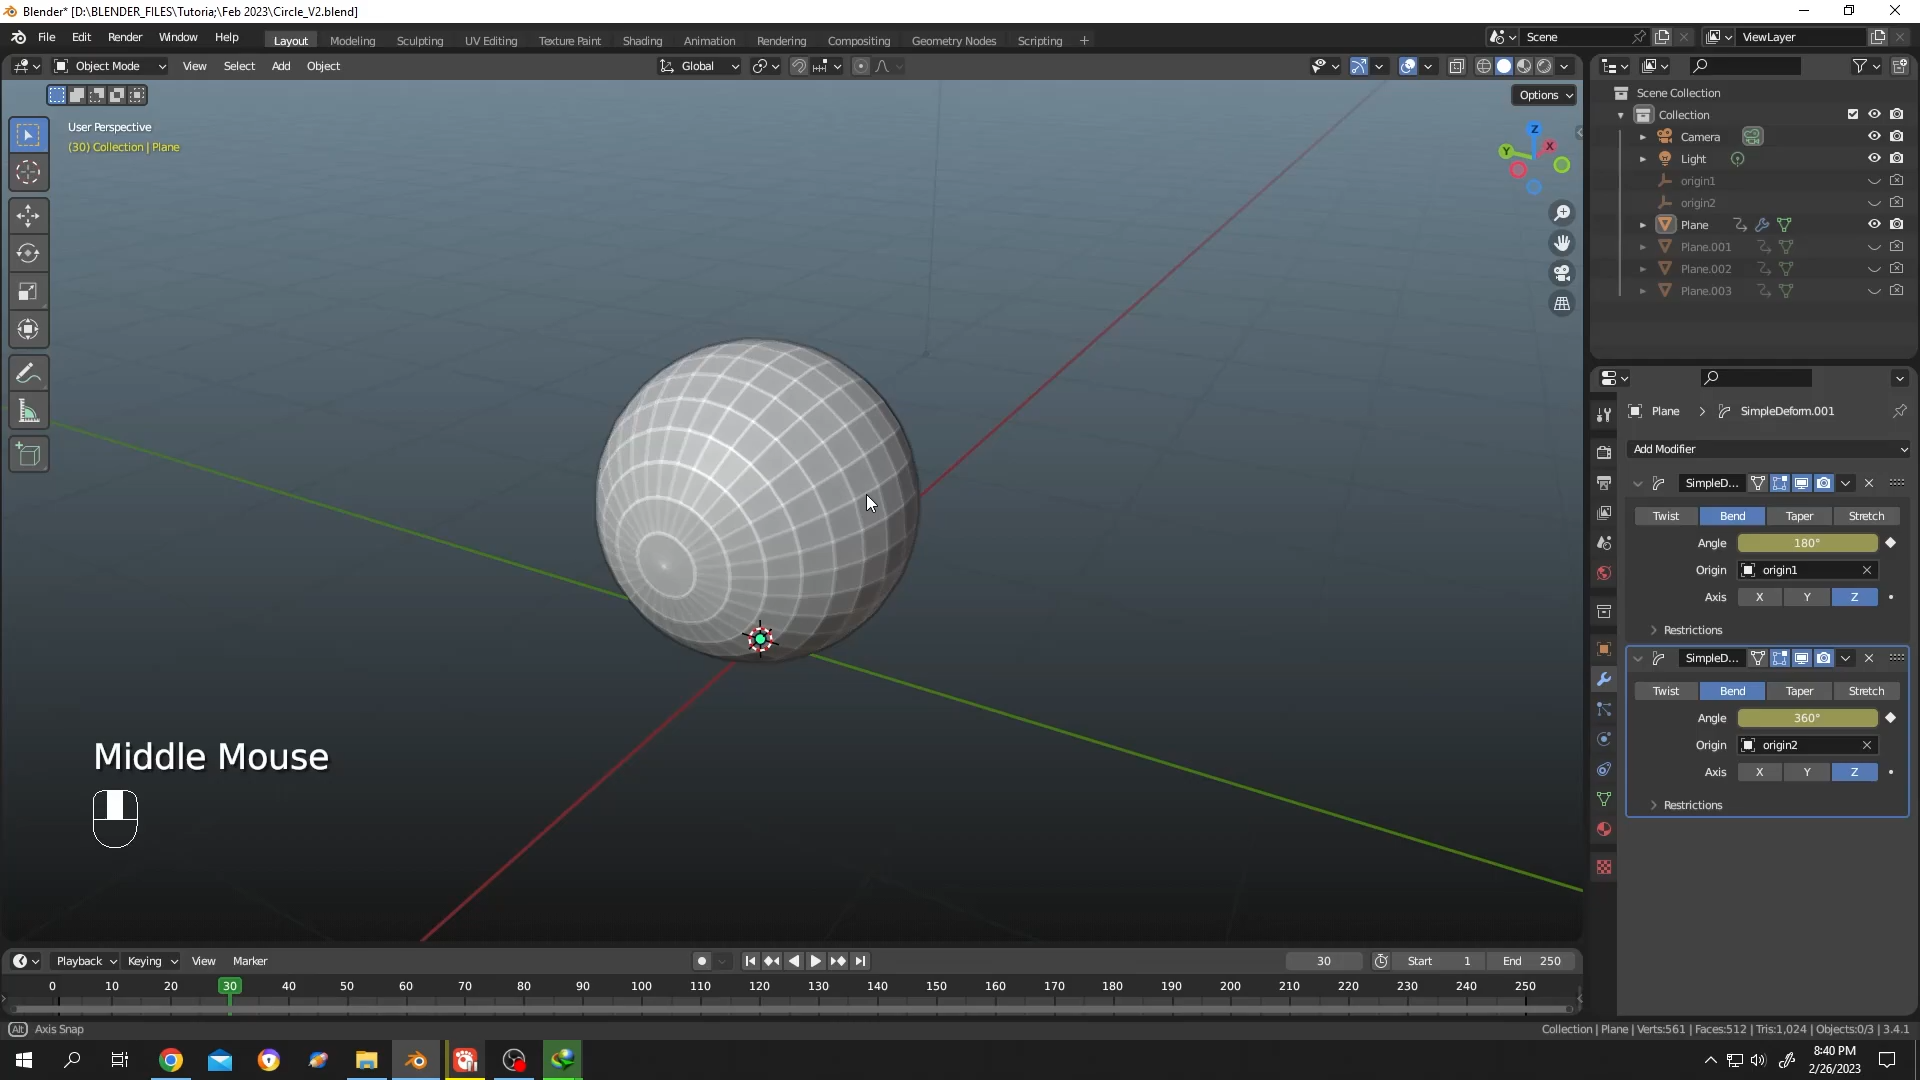 Blender* [D:\BLENDER_FILES\Tutoria;\Feb 2023\Circle_V2.blend]
File Edit Render Window Help Layout Modeling Sculpting UV Editing Texture Paint Shading Animation Rendering Compositing Geometry Nodes Scripting + Scene ViewLayer
Object Mode View Select Add Object Global
Options
User Perspective
(30) Collection | Plane
Z
Y
X
Scene Collection
Collection
Camera
Light
origin1
origin2
Plane
Plane.001
Plane.002
Plane.003
Plane > SimpleDeform.001
Add Modifier
SimpleD...
Twist Bend Taper Stretch
Angle 180°
Origin origin1
Axis X Y Z
Restrictions
SimpleD...
Twist Bend Taper Stretch
Angle 360°
Origin origin2
Axis X Y Z
Restrictions
Middle Mouse
Playback Keying View Marker 30 Start 1 End 250
0 10 20 30 40 50 60 70 80 90 100 110 120 130 140 150 160 170 180 190 200 210 220 230 240 250
Alt Axis Snap
Collection | Plane | Verts:561 | Faces:512 | Tris:1,024 | Objects:0/3 | 3.4.1
8:40 PM
2/26/2023